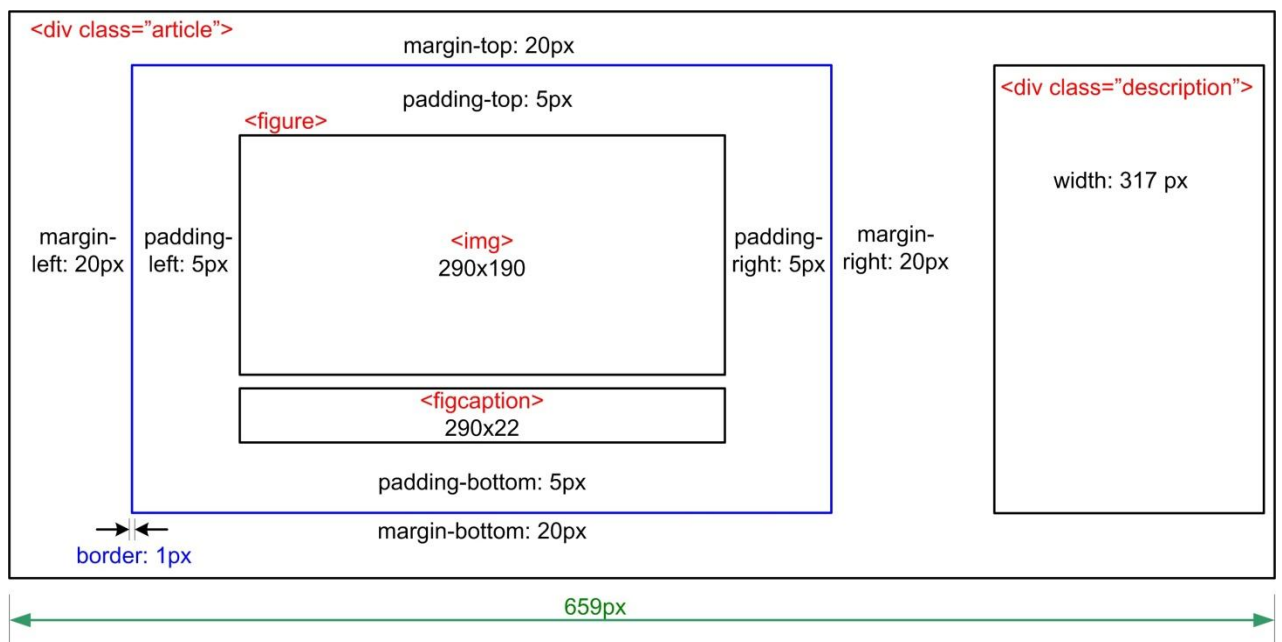 <div class=”article”>
margin-top: 20px
<div class=”description”>
padding-top: 5px
<figure>
width: 317 px
margin-
left: 20px
padding-
left: 5px
<img>
290x190
padding-
right: 5px
margin-
right: 20px
<figcaption>
290x22
padding-bottom: 5px
margin-bottom: 20px
border: 1px
659px